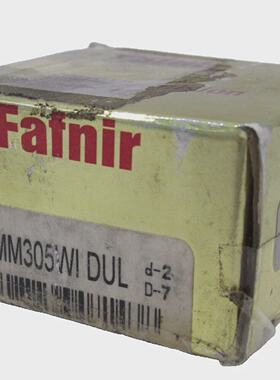 Fafnir
MM305WI DUL
d-2
D-7